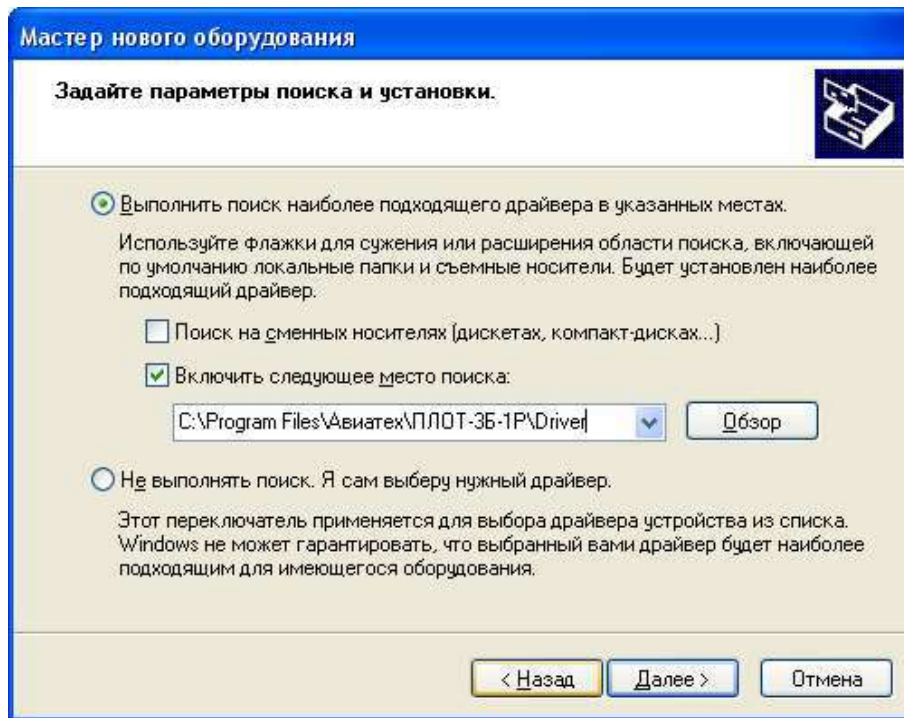 Мастер нового оборудования
Задайте параметры поиска и установки.
Выполнить поиск наиболее подходящего драйвера в указанных местах.
Используйте флажки для сужения или расширения области поиска, включающей
по умолчанию локальные папки и съемные носители. Будет установлен наиболее
подходящий драйвер.
Поиск на сменных носителях (дискетах, компакт-дисках...)
Включить следующее место поиска:
C:\Program Files\Авиатех\ПЛОТ-3Б-1Р\Driver
Обзор
Не выполнять поиск. Я сам выберу нужный драйвер.
Этот переключатель применяется для выбора драйвера устройства из списка.
Windows не может гарантировать, что выбранный вами драйвер будет наиболее
подходящим для имеющегося оборудования.
< Назад Далее > Отмена